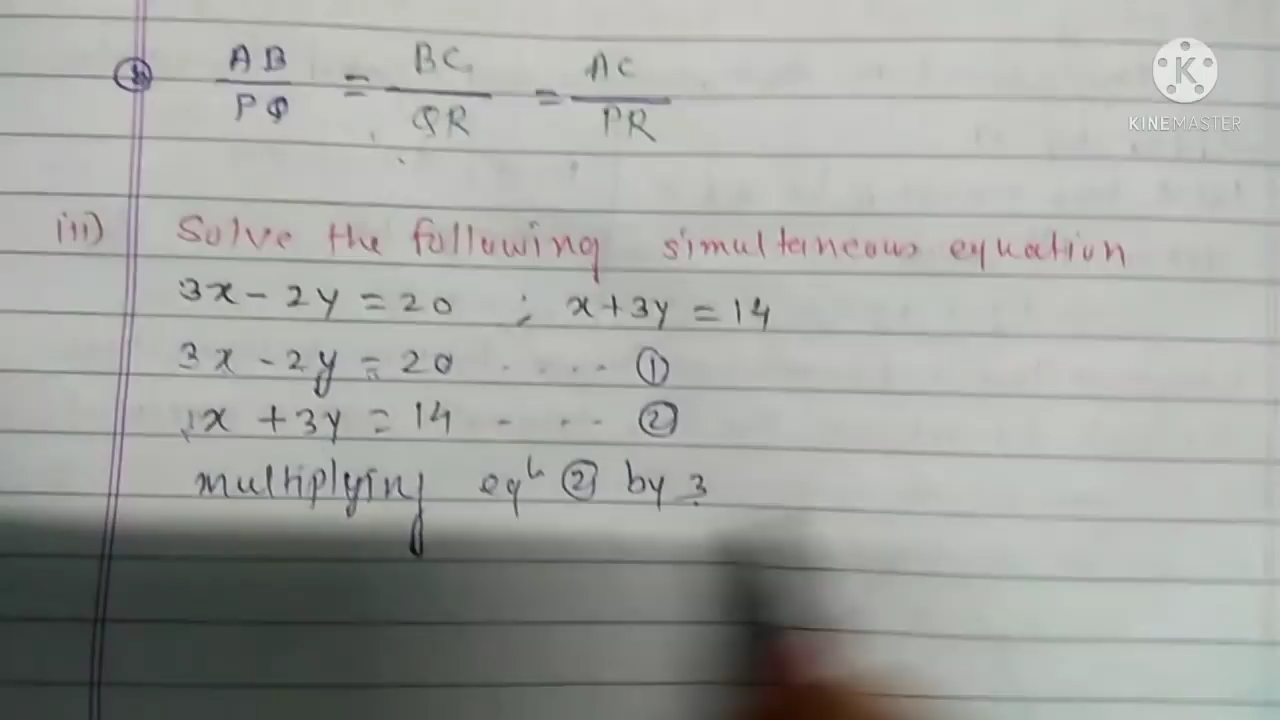 AB / PQ = BC / QR = AC / PR
KINEMASTER
iii) Solve the following simultaneous equation
3x - 2y = 20 ; x + 3y = 14
3x - 2y = 20 ..... ①
1x + 3y = 14 - .. ②
multiplying eqn ② by 3